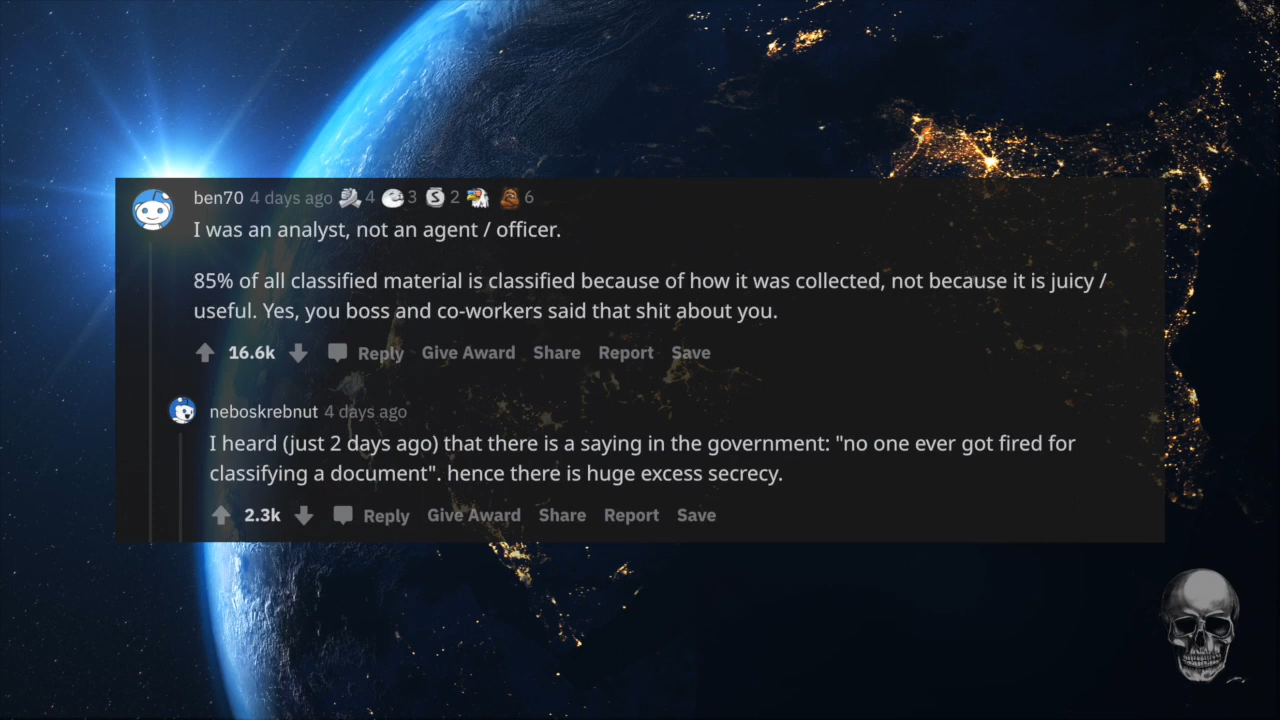 ben70 4 days ago 4 3 2 6
I was an analyst, not an agent / officer.
85% of all classified material is classified because of how it was collected, not because it is juicy /
useful. Yes, you boss and co-workers said that shit about you.
16.6k Reply Give Award Share Report Save
neboskrebnut 4 days ago
I heard (just 2 days ago) that there is a saying in the government: "no one ever got fired for
classifying a document". hence there is huge excess secrecy.
2.3k Reply Give Award Share Report Save